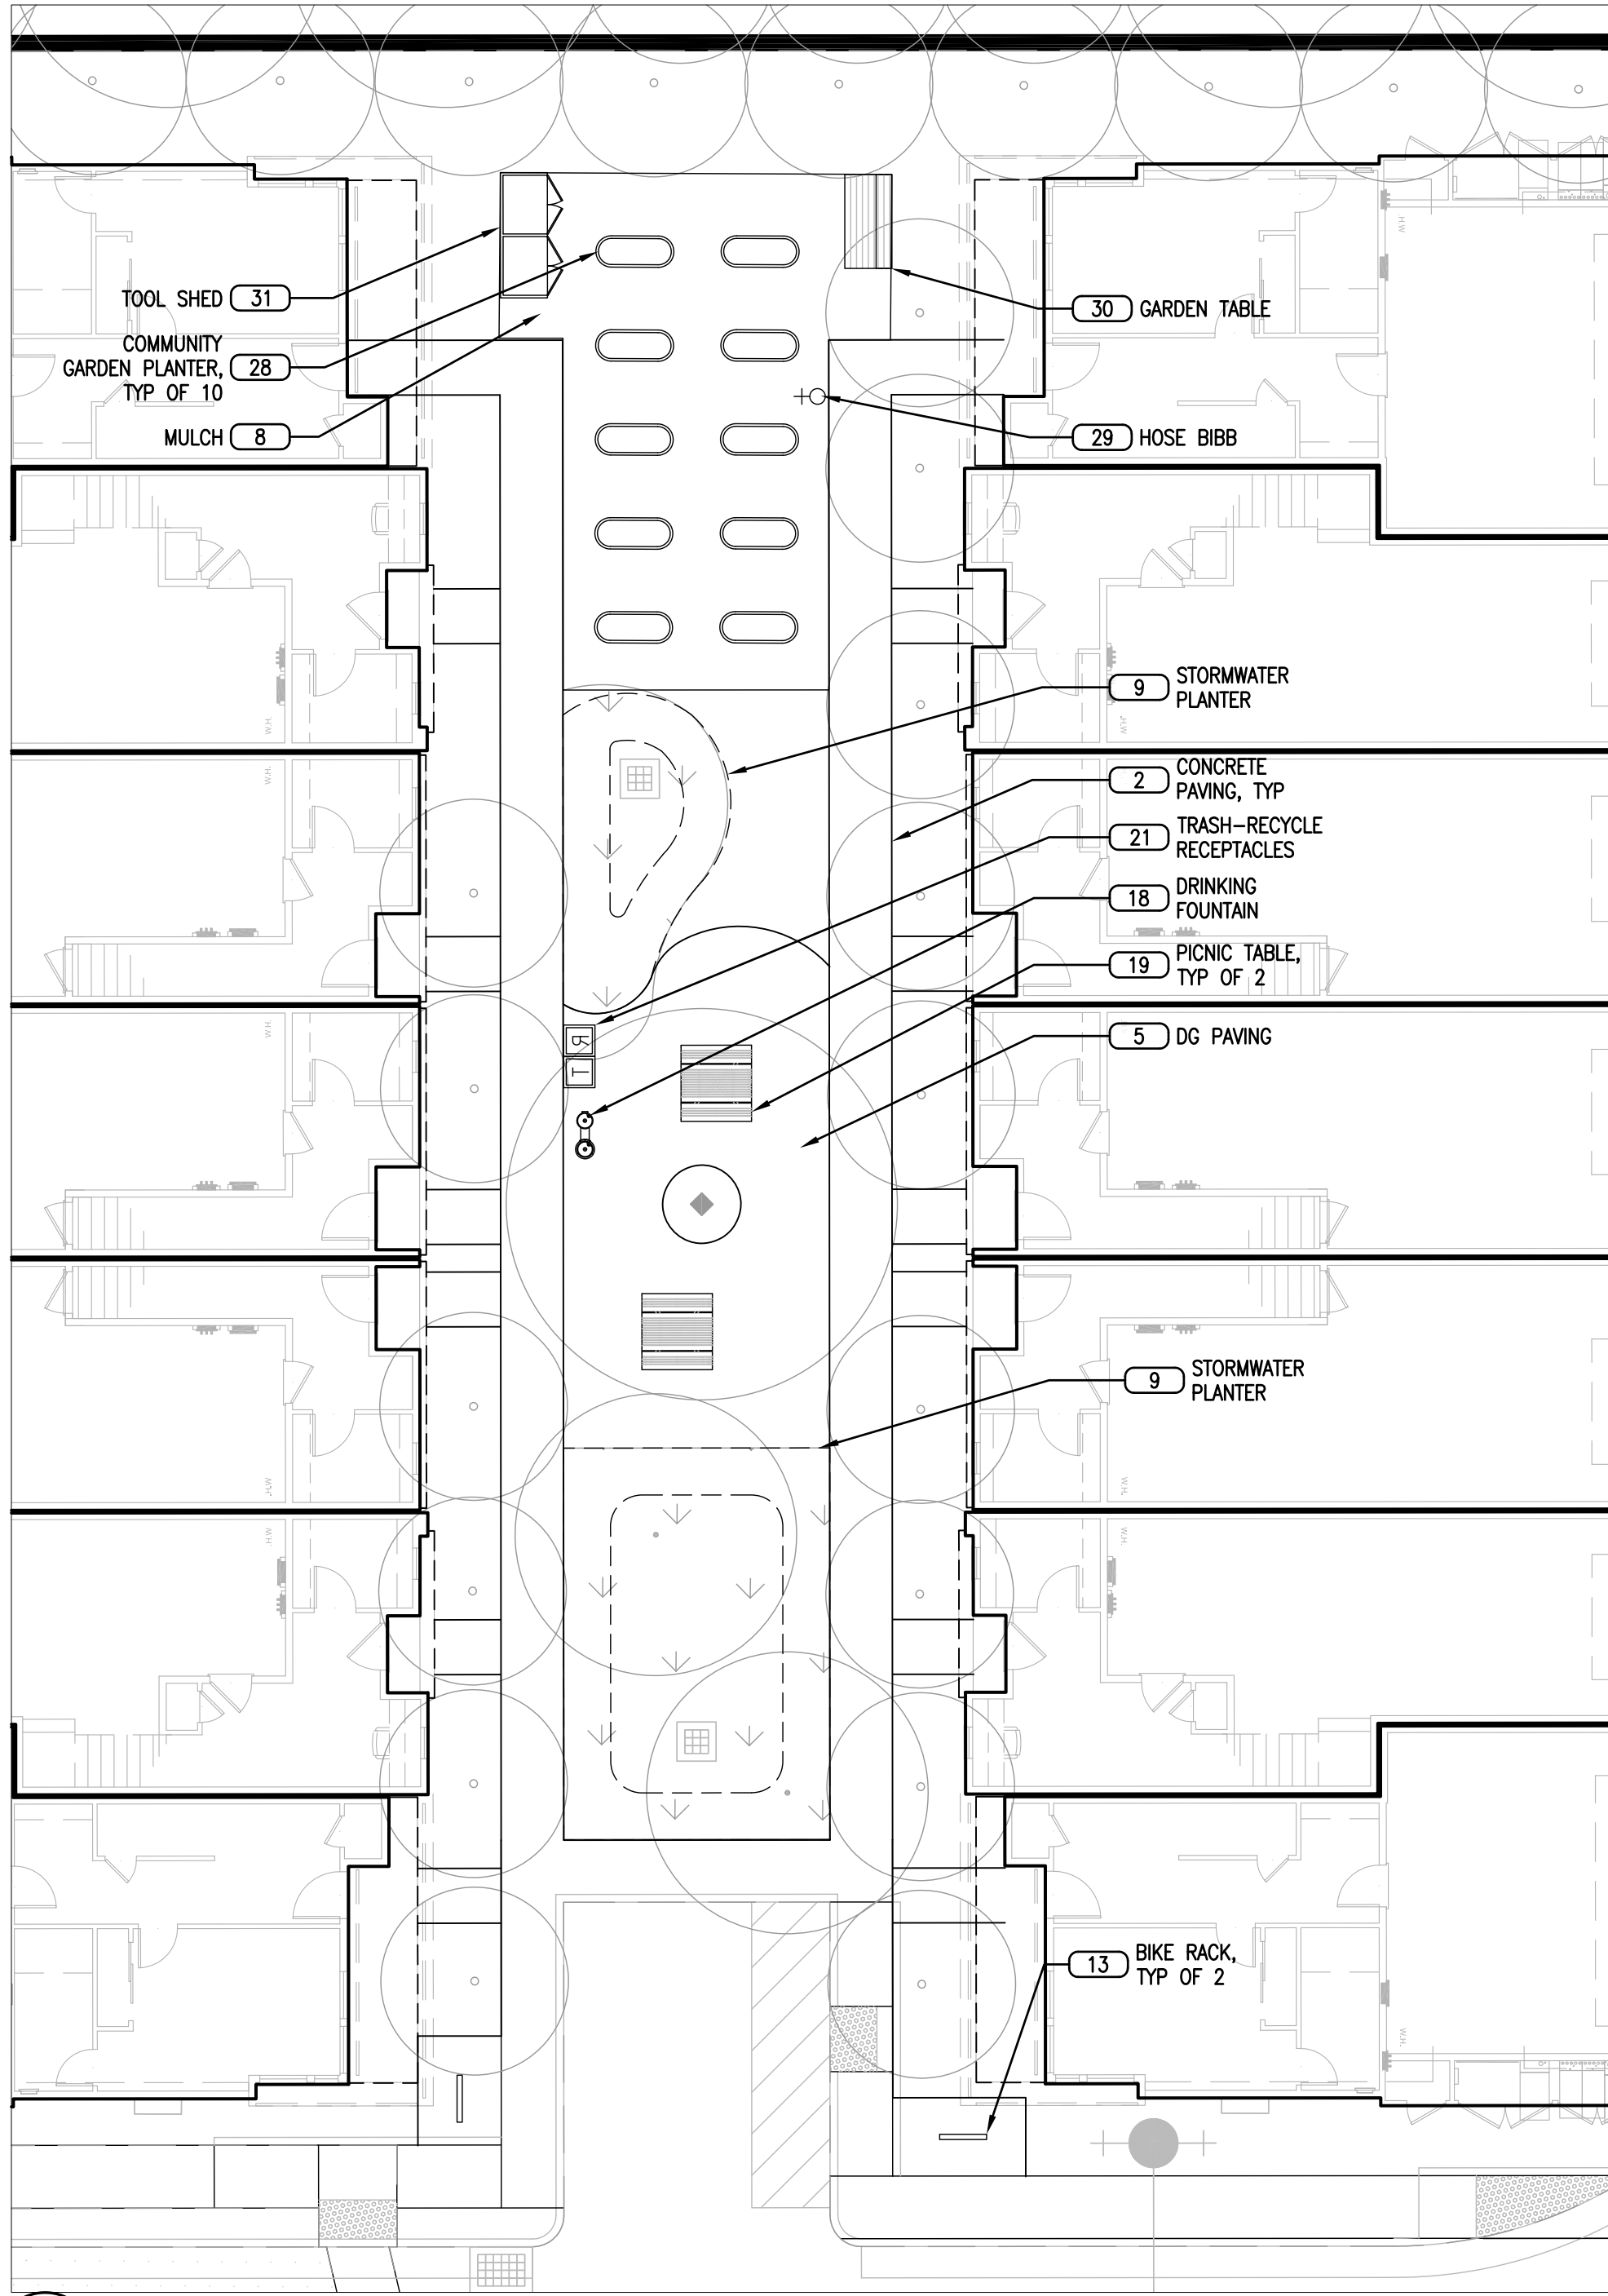 TOOL SHED 31
COMMUNITY
GARDEN PLANTER, 28
TYP OF 10
MULCH 8
30 GARDEN TABLE
29 HOSE BIBB
9 STORMWATER
PLANTER
2 CONCRETE
PAVING, TYP
21 TRASH-RECYCLE
RECEPTACLES
18 DRINKING
FOUNTAIN
19 PICNIC TABLE,
TYP OF 2
5 DG PAVING
R
T
9 STORMWATER
PLANTER
13 BIKE RACK,
TYP OF 2
W.H.
W.H.
W.H.
W.H.
W.H.
W.H.